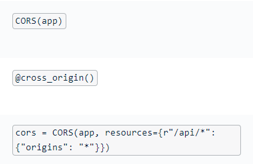 CORS(app)
@cross_origin()
cors = CORS(app, resources={r"/api/*":
{"origins": "*"}})